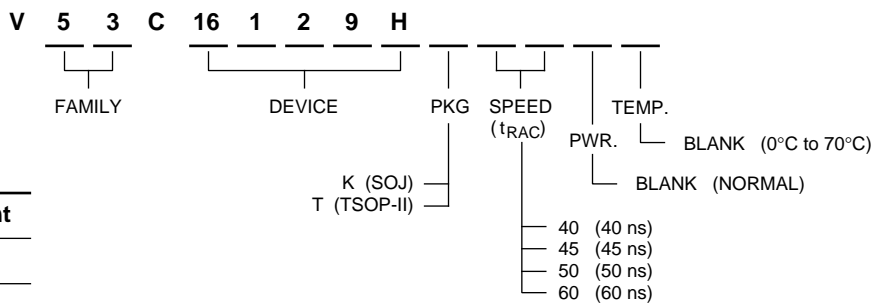 V 5 3 C 16 1 2 9 H
FAMILY DEVICE PKG SPEED TEMP.
(tRAC) PWR.
BLANK (0°C to 70°C)
K (SOJ) BLANK (NORMAL)
T (TSOP-II)
nt
40 (40 ns)
45 (45 ns)
50 (50 ns)
60 (60 ns)